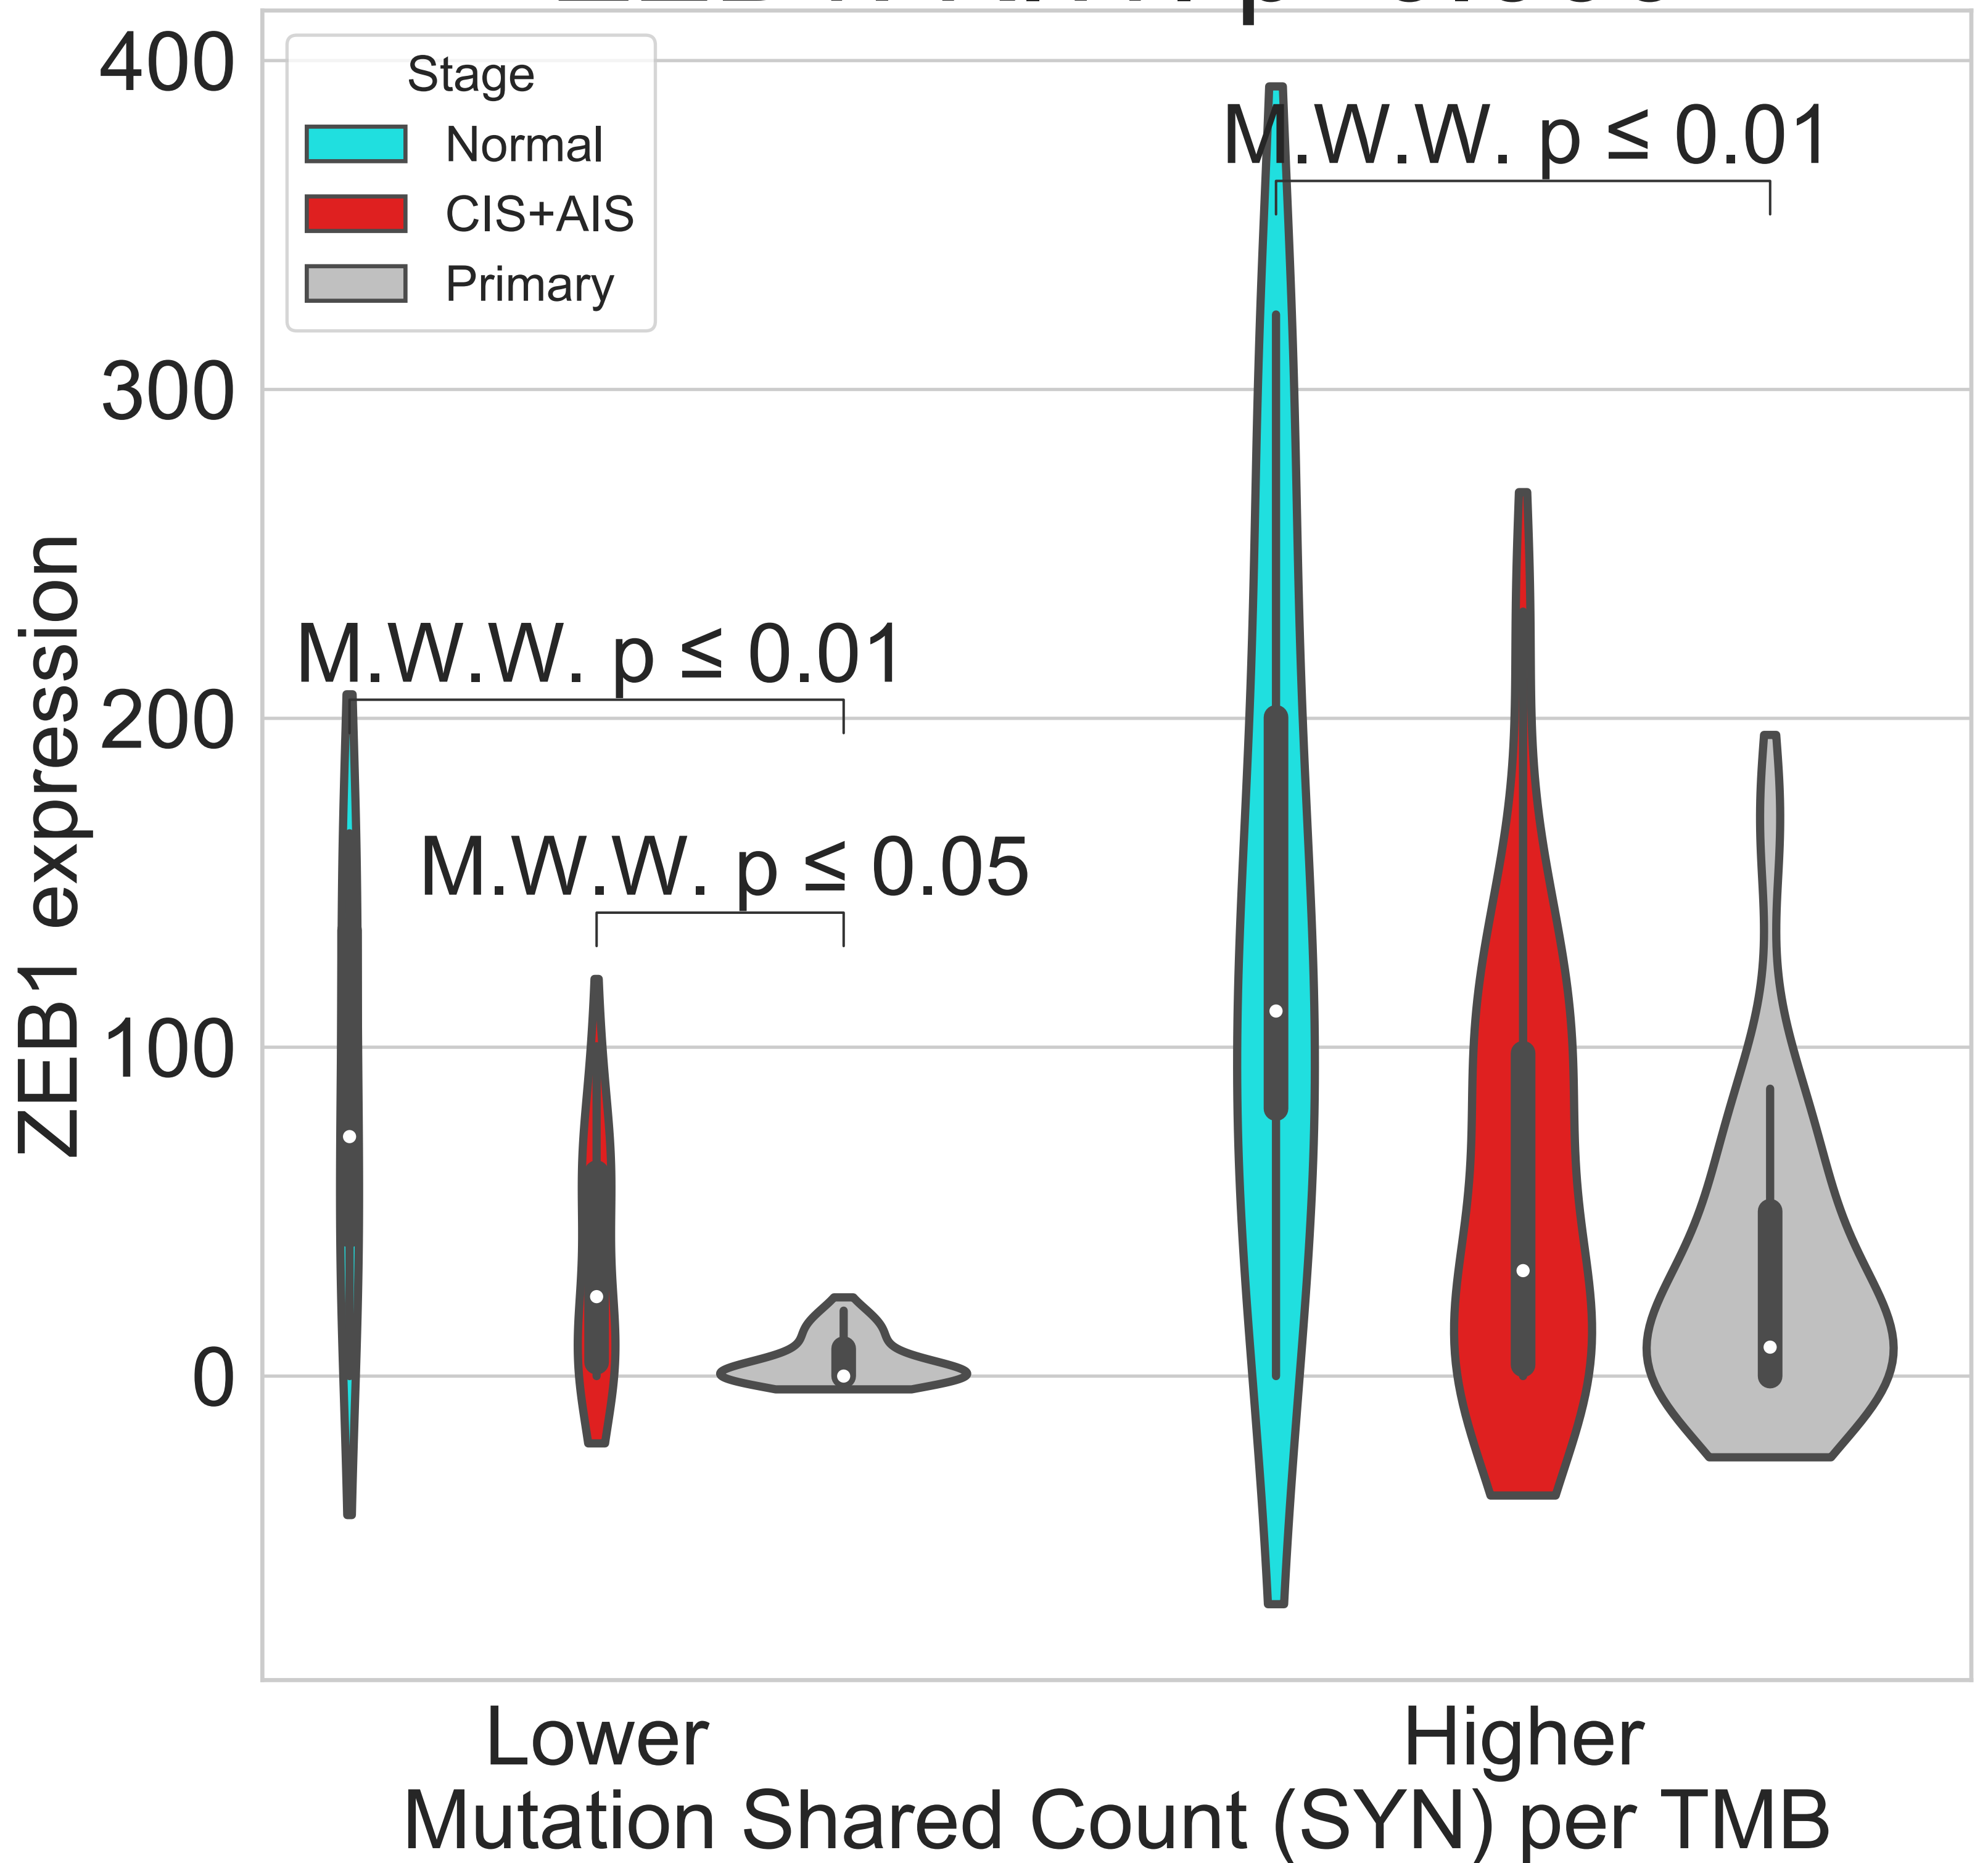 400
300
200
100
0
ZEB1 expression
Stage
Normal
CIS+AIS
Primary
M.W.W. p ≤ 0.01
M.W.W. p ≤ 0.01
M.W.W. p ≤ 0.05
Lower
Higher
Mutation Shared Count (SYN) per TMB